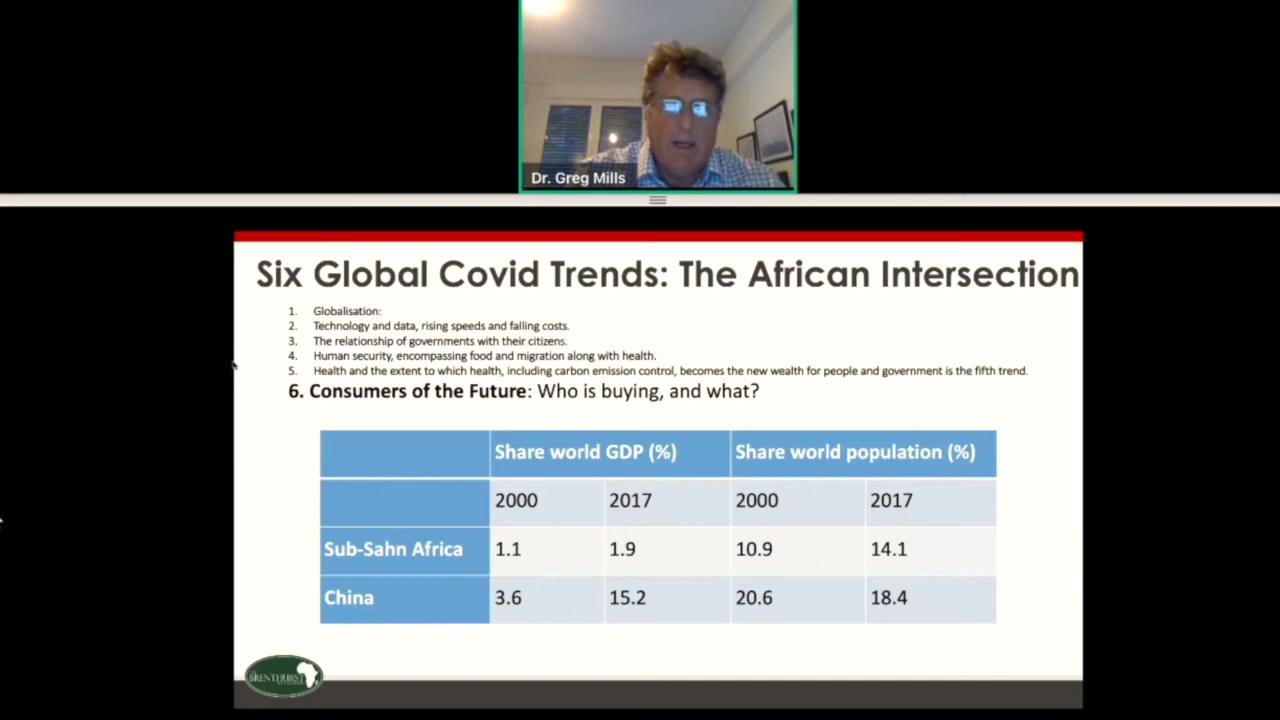 Dr. Greg Mills
Six Global Covid Trends: The African Intersection
1. Globalisation:
2. Technology and data, rising speeds and falling costs.
3. The relationship of governments with their citizens.
4. Human security, encompassing food and migration along with health.
5. Health and the extent to which health, including carbon emission control, becomes the new wealth for people and government is the fifth trend.
6. Consumers of the Future: Who is buying, and what?
Share world GDP (%) Share world population (%)
2000 2017 2000 2017
Sub-Sahn Africa 1.1 1.9 10.9 14.1
China 3.6 15.2 20.6 18.4
BRENTHURST